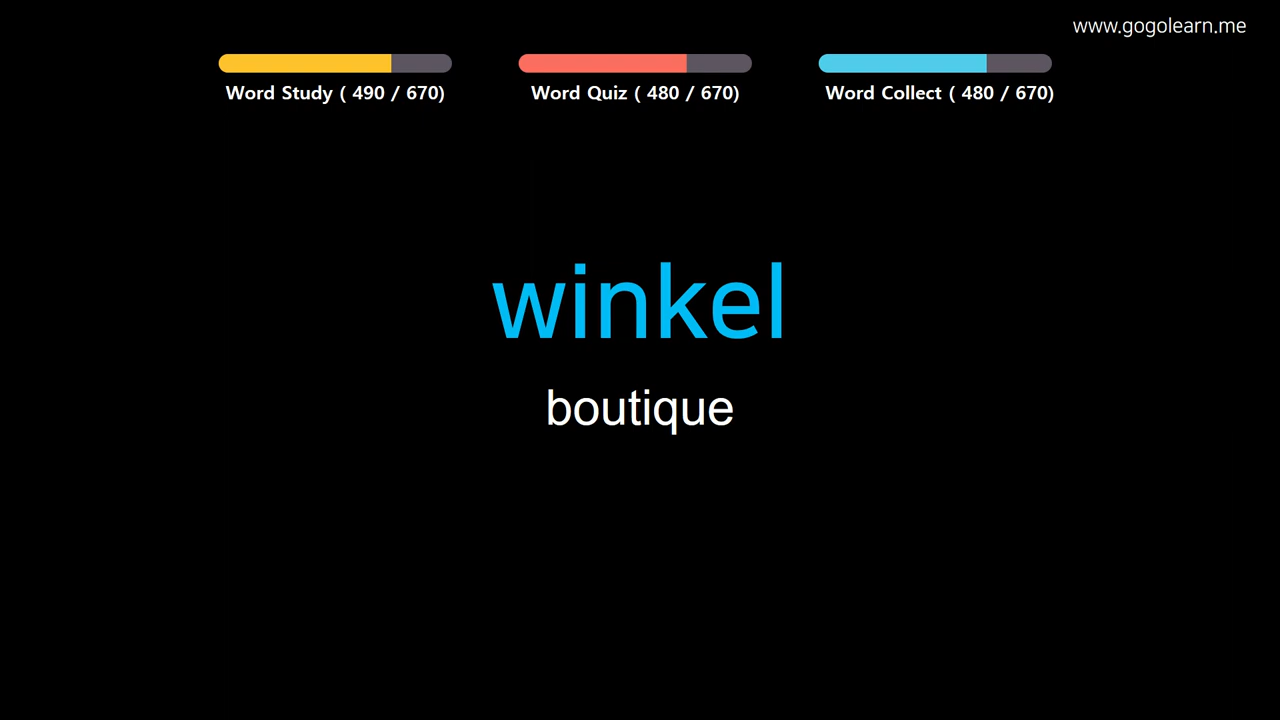 www.gogolearn.me
Word Study ( 490 / 670)
Word Quiz ( 480 / 670)
Word Collect ( 480 / 670)
winkel
boutique